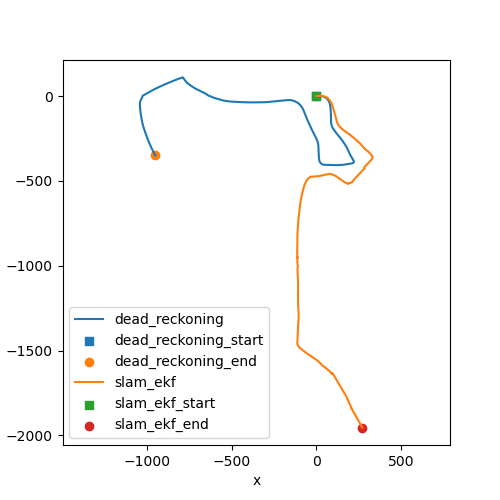 0
−500
−1000
−1500
−2000
dead_reckoning
dead_reckoning_start
dead_reckoning_end
slam_ekf
slam_ekf_start
slam_ekf_end
−1000 −500 0 500
x